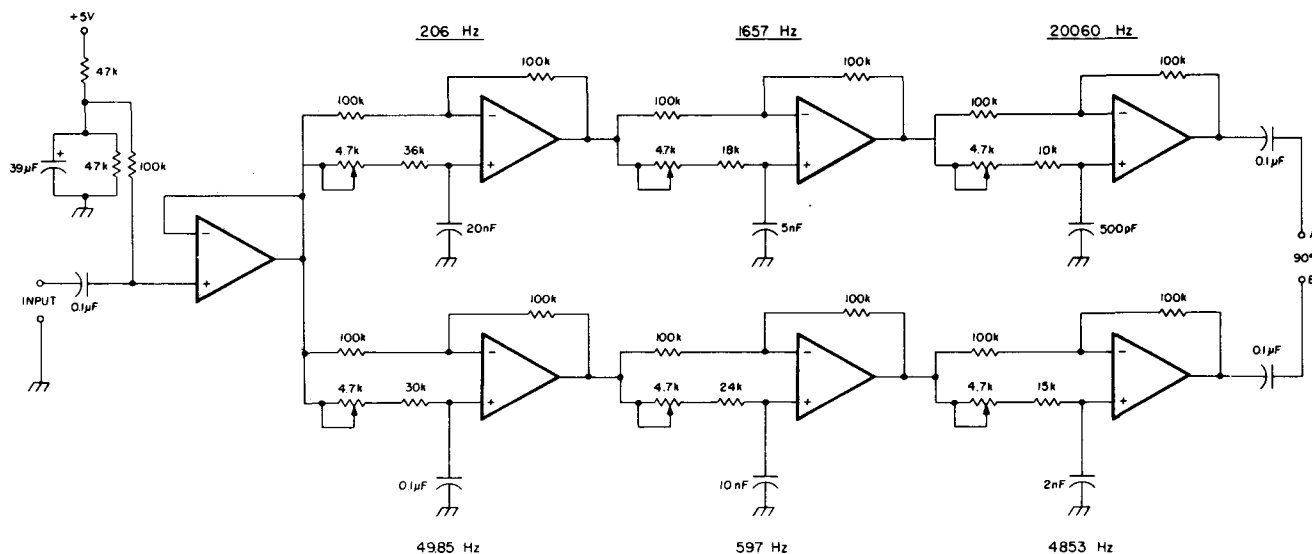 +5V
206 Hz
1657 Hz
20060 Hz
47k
100k
100k
100k
100k
100k
100k
+
39µF
47k
100k
4.7k
36k
4.7k
18k
4.7k
10k
−
+
−
+
−
+
0.1µF
20nF
5nF
500pF
−
+
A
90°
INPUT
0.1µF
100k
100k
100k
100k
100k
100k
0.1µF
4.7k
30k
4.7k
24k
4.7k
15k
−
+
−
+
−
+
0.1µF
10nF
2nF
49.85 Hz
597 Hz
4853 Hz